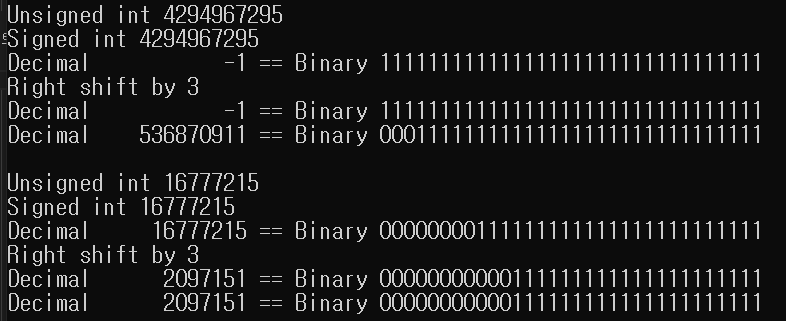 Unsigned int 4294967295
Signed int 4294967295
Decimal           -1 == Binary 11111111111111111111111111111111
Right shift by 3
Decimal           -1 == Binary 11111111111111111111111111111111
Decimal    536870911 == Binary 00011111111111111111111111111111

Unsigned int 16777215
Signed int 16777215
Decimal     16777215 == Binary 00000000111111111111111111111111
Right shift by 3
Decimal      2097151 == Binary 00000000000111111111111111111111
Decimal      2097151 == Binary 00000000000111111111111111111111